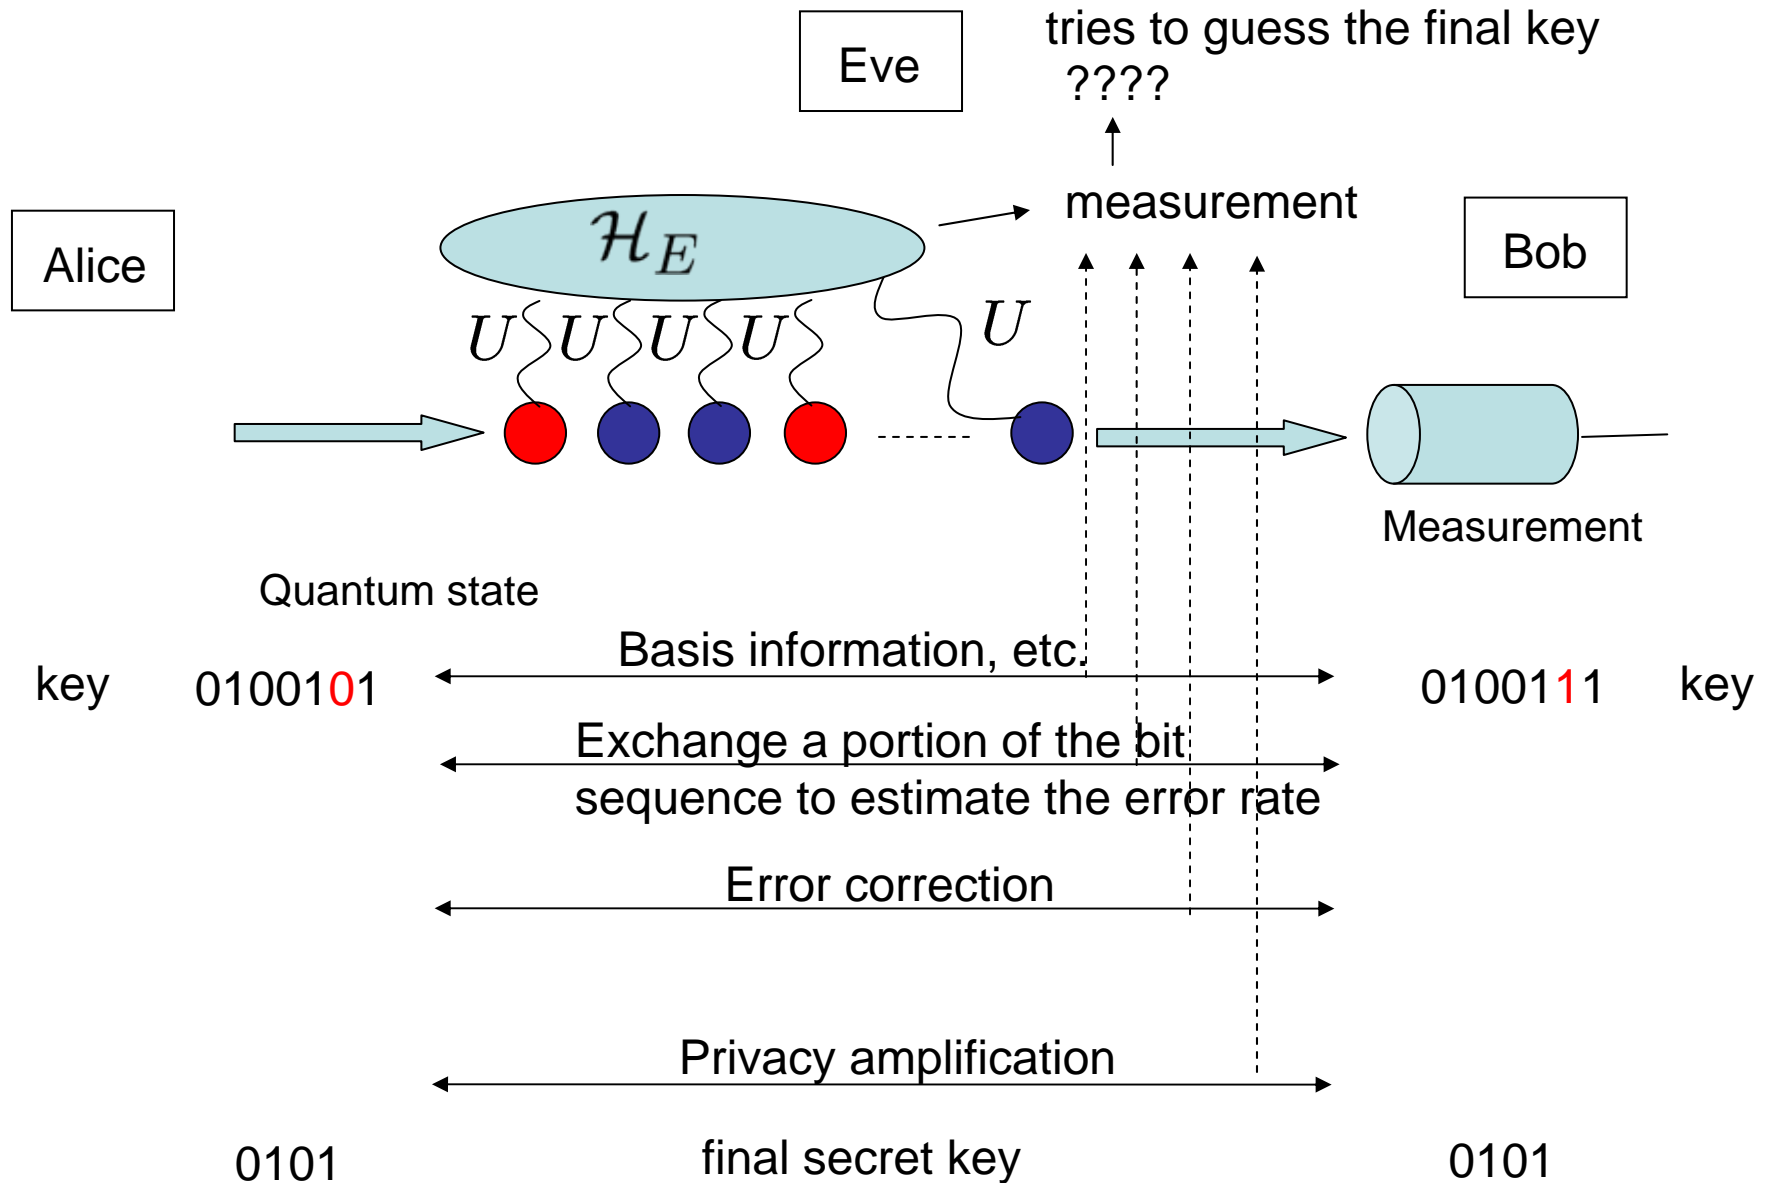 tries to guess the final key
Eve
????
measurement
Alice
ℋ_E
Bob
U U U U U
Measurement
Quantum state
Basis information, etc.
key 0100101 0100111 key
Exchange a portion of the bit
sequence to estimate the error rate
Error correction
Privacy amplification
0101 final secret key 0101